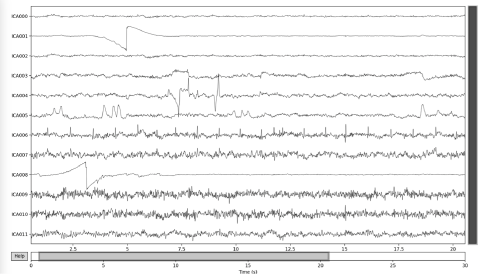 ICA000
ICA001
ICA002
ICA003
ICA004
ICA005
ICA006
ICA007
ICA008
ICA009
ICA010
ICA011
2.5 5 7.5 10 12.5 15 17.5 20
Help
0 5 10 15 20 25 30
Time (s)